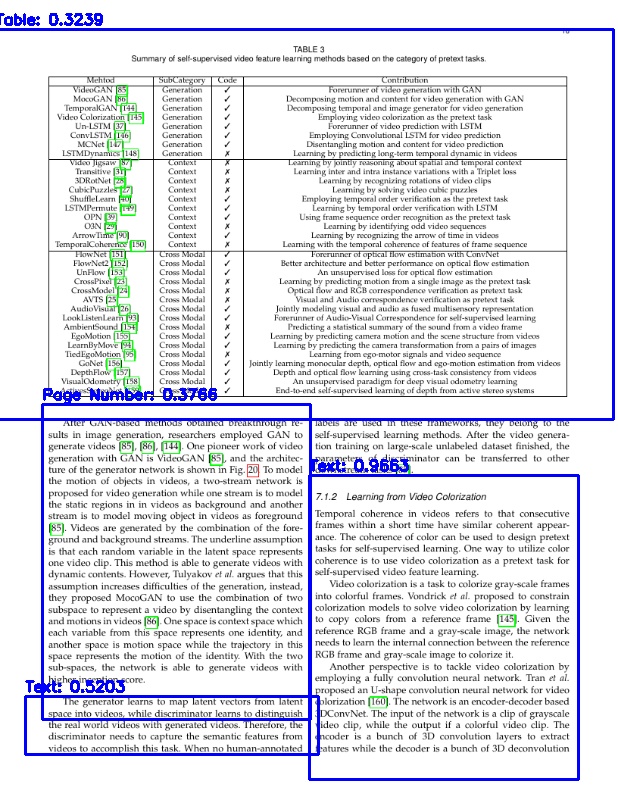 Table: 0.3239
TABLE 3
Summary of self-supervised video feature learning methods based on the category of pretext tasks.
Mehtod SubCategory Code Contribution
VideoGAN [85] Generation ✓ Forerunner of video generation with GAN
MocoGAN [86] Generation ✓ Decomposing motion and content for video generation with GAN
TemporalGAN [144] Generation ✓ Decomposing temporal and image generator for video generation
Video Colorization [145] Generation ✓ Employing video colorization as the pretext task
Un-LSTM [37] Generation ✓ Forerunner of video prediction with LSTM
ConvLSTM [146] Generation ✓ Employing Convolutional LSTM for video prediction
MCNet [147] Generation ✓ Disentangling motion and content for video prediction
LSTMDynamics [148] Generation ✗ Learning by predicting long-term temporal dynamic in videos
Video Jigsaw [87] Context ✗ Learning by jointly reasoning about spatial and temporal context
Transitive [31] Context ✗ Learning inter and intra instance variations with a Triplet loss
3DRotNet [28] Context ✗ Learning by recognizing rotations of video clips
CubicPuzzles [27] Context ✗ Learning by solving video cubic puzzles
ShuffleLearn [40] Context ✓ Employing temporal order verification as the pretext task
LSTMPermute [149] Context ✗ Learning by temporal order verification with LSTM
OPN [39] Context ✓ Using frame sequence order recognition as the pretext task
O3N [29] Context ✗ Learning by identifying odd video sequences
ArrowTime [90] Context ✓ Learning by recognizing the arrow of time in videos
TemporalCoherence [150] Context ✗ Learning with the temporal coherence of features of frame sequence
FlowNet [151] Cross Modal ✓ Forerunner of optical flow estimation with ConvNet
FlowNet2 [152] Cross Modal ✓ Better architecture and better performance on optical flow estimation
UnFlow [153] Cross Modal ✓ An unsupervised loss for optical flow estimation
CrossPixel [23] Cross Modal ✗ Learning by predicting motion from a single image as the pretext task
CrossModel [24] Cross Modal ✗ Optical flow and RGB correspondence verification as pretext task
AVTS [25] Cross Modal ✗ Visual and Audio correspondence verification as pretext task
AudioVisual [26] Cross Modal ✓ Jointly modeling visual and audio as fused multisensory representation
LookListenLearn [93] Cross Modal ✓ Forerunner of Audio-Visual Correspondence for self-supervised learning
AmbientSound [154] Cross Modal ✗ Predicting a statistical summary of the sound from a video frame
EgoMotion [155] Cross Modal ✓ Learning by predicting camera motion and the scene structure from videos
LearnByMove [94] Cross Modal ✓ Learning by predicting the camera transformation from a pairs of images
TiedEgoMotion [95] Cross Modal ✗ Learning from ego-motor signals and video sequence
GoNet [156] Cross Modal ✓ Jointly learning monocular depth, optical flow and ego-motion estimation from videos
DepthFlow [157] Cross Modal ✓ Depth and optical flow learning using cross-task consistency from videos
VisualOdometry [158] Cross Modal ✗ An unsupervised paradigm for deep visual odometry learning
Cross Modal ✓ End-to-end self-supervised learning of depth from active stereo systems
Page Number: 0.3766
After GAN-based methods obtained breakthrough re-
sults in image generation, researchers employed GAN to
generate videos [85], [86], [144]. One pioneer work of video
generation with GAN is VideoGAN [85], and the architec-
ture of the generator network is shown in Fig. 20. To model
the motion of objects in videos, a two-stream network is
proposed for video generation while one stream is to model
the static regions in in videos as background and another
stream is to model moving object in videos as foreground
[85]. Videos are generated by the combination of the fore-
ground and background streams. The underline assumption
is that each random variable in the latent space represents
one video clip. This method is able to generate videos with
dynamic contents. However, Tulyakov et al. argues that this
assumption increases difficulties of the generation, instead,
they proposed MocoGAN to use the combination of two
subspace to represent a video by disentangling the context
and motions in videos [86]. One space is context space which
each variable from this space represents one identity, and
another space is motion space while the trajectory in this
space represents the motion of the identity. With the two
sub-spaces, the network is able to generate videos with
higher inception score.
Text: 0.5203
The generator learns to map latent vectors from latent
space into videos, while discriminator learns to distinguish
the real world videos with generated videos. Therefore, the
discriminator needs to capture the semantic features from
videos to accomplish this task. When no human-annotated
labels are used in these frameworks, they belong to the
self-supervised learning methods. After the video genera-
tion training on large-scale unlabeled dataset finished, the
parameters of discriminator can be transferred to other
Text: 0.9663
7.1.2 Learning from Video Colorization
Temporal coherence in videos refers to that consecutive
frames within a short time have similar coherent appear-
ance. The coherence of color can be used to design pretext
tasks for self-supervised learning. One way to utilize color
coherence is to use video colorization as a pretext task for
self-supervised video feature learning.
Video colorization is a task to colorize gray-scale frames
into colorful frames. Vondrick et al. proposed to constrain
colorization models to solve video colorization by learning
to copy colors from a reference frame [145]. Given the
reference RGB frame and a gray-scale image, the network
needs to learn the internal connection between the reference
RGB frame and gray-scale image to colorize it.
Another perspective is to tackle video colorization by
employing a fully convolution neural network. Tran et al.
proposed an U-shape convolution neural network for video
colorization [160]. The network is an encoder-decoder based
3DConvNet. The input of the network is a clip of grayscale
video clip, while the output if a colorful video clip. The
encoder is a bunch of 3D convolution layers to extract
features while the decoder is a bunch of 3D deconvolution